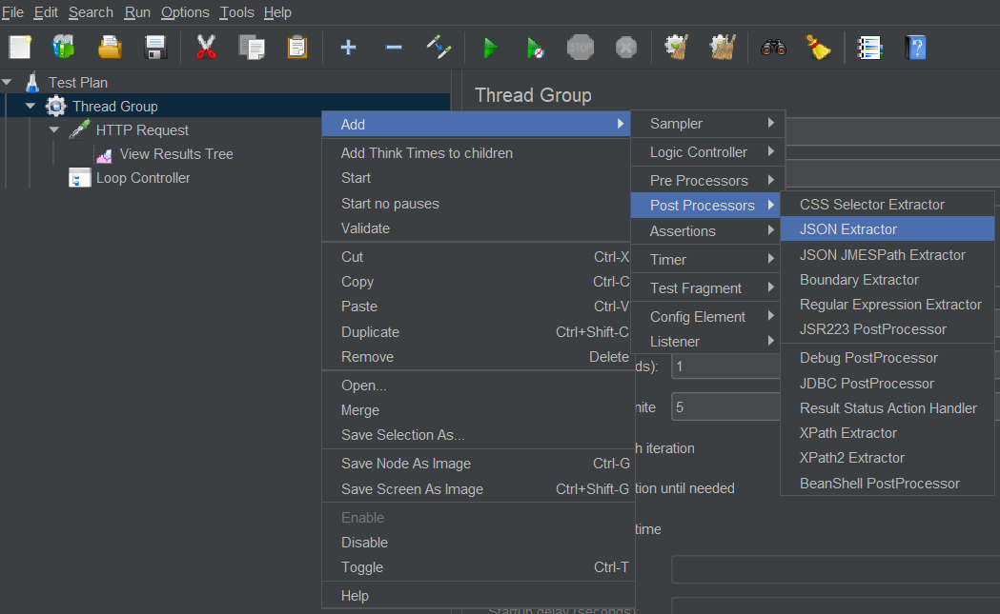 File Edit Search Run Options Tools Help
STOP
Test Plan
Thread Group
HTTP Request
View Results Tree
Loop Controller
Thread Group
Add
Add Think Times to children
Start
Start no pauses
Validate
Cut Ctrl-X
Copy Ctrl-C
Paste Ctrl-V
Duplicate Ctrl+Shift-C
Remove Delete
Open...
Merge
Save Selection As...
Save Node As Image Ctrl-G
Save Screen As Image Ctrl+Shift-G
Enable
Disable
Toggle Ctrl-T
Help
Sampler
Logic Controller
Pre Processors
Post Processors
Assertions
Timer
Test Fragment
Config Element
Listener
CSS Selector Extractor
JSON Extractor
JSON JMESPath Extractor
Boundary Extractor
Regular Expression Extractor
JSR223 PostProcessor
Debug PostProcessor
JDBC PostProcessor
Result Status Action Handler
XPath Extractor
XPath2 Extractor
BeanShell PostProcessor
ds): 1
nite 5
h iteration
tion until needed
time
Startup delay (seconds):